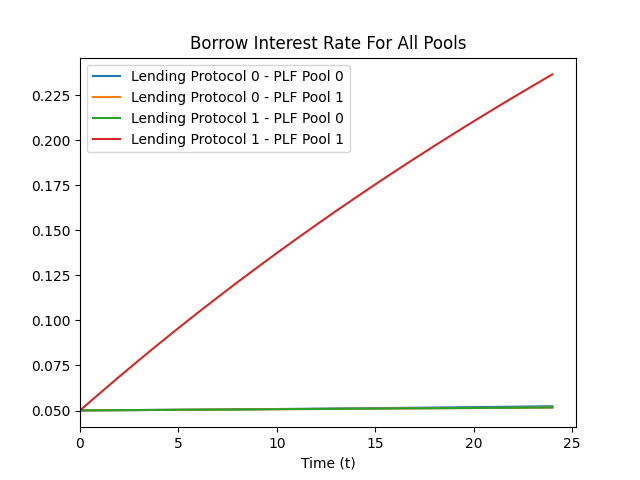 Borrow Interest Rate For All Pools
Lending Protocol 0 - PLF Pool 0
Lending Protocol 0 - PLF Pool 1
Lending Protocol 1 - PLF Pool 0
Lending Protocol 1 - PLF Pool 1
0.225
0.200
0.175
0.150
0.125
0.100
0.075
0.050
0 5 10 15 20 25
Time (t)